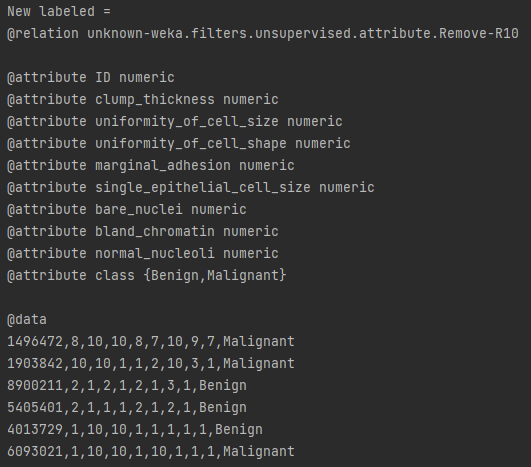 New labeled =
@relation unknown-weka.filters.unsupervised.attribute.Remove-R10
@attribute ID numeric
@attribute clump_thickness numeric
@attribute uniformity_of_cell_size numeric
@attribute uniformity_of_cell_shape numeric
@attribute marginal_adhesion numeric
@attribute single_epithelial_cell_size numeric
@attribute bare_nuclei numeric
@attribute bland_chromatin numeric
@attribute normal_nucleoli numeric
@attribute class {Benign,Malignant}
@data
1496472,8,10,10,8,7,10,9,7,Malignant
1903842,10,10,1,1,2,10,3,1,Malignant
8900211,2,1,2,1,2,1,3,1,Benign
5405401,2,1,1,1,2,1,2,1,Benign
4013729,1,10,10,1,1,1,1,1,Benign
6093021,1,10,10,1,10,1,1,1,Malignant